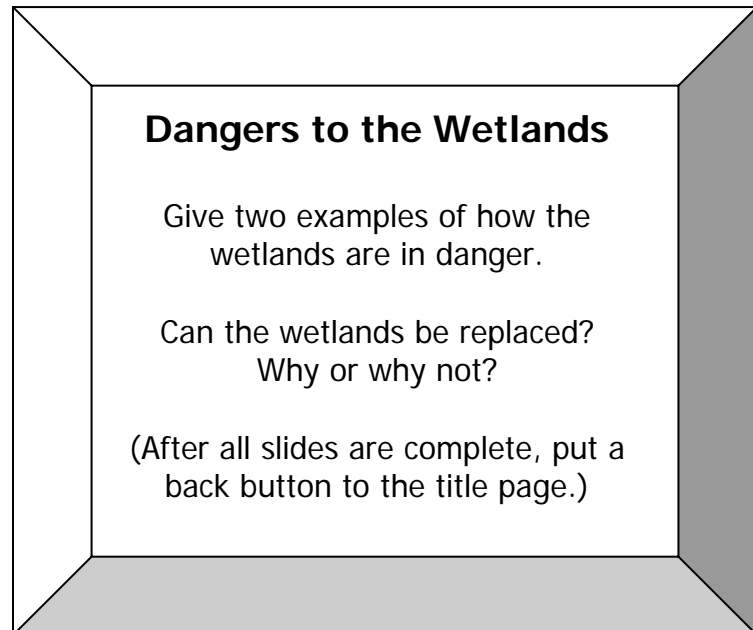 Dangers to the Wetlands
Give two examples of how the
wetlands are in danger.
Can the wetlands be replaced?
Why or why not?
(After all slides are complete, put a
back button to the title page.)